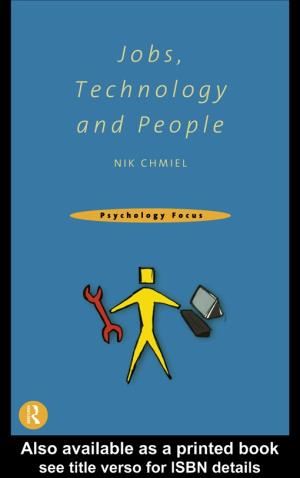 Jobs,
Technology
and People
NIK CHMIEL
Psychology Focus
R
Also available as a printed book
see title verso for ISBN details